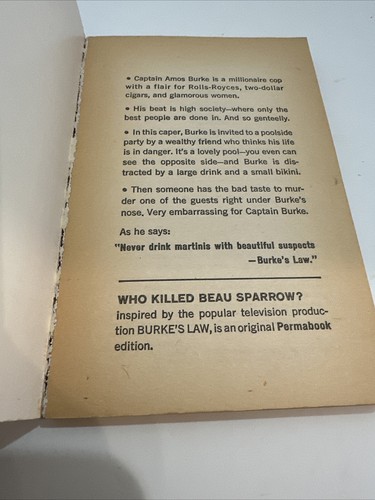 • Captain Amos Burke is a millionaire cop
with a flair for Rolls-Royces, two-dollar
cigars, and glamorous women.
• His beat is high society—where only the
best people are done in. And so genteelly.
• In this caper, Burke is invited to a poolside
party by a wealthy friend who thinks his life
is in danger. It's a lovely pool—you even can
see the opposite side—and Burke is dis-
tracted by a large drink and a small bikini.
• Then someone has the bad taste to mur-
der one of the guests right under Burke's
nose. Very embarrassing for Captain Burke.
As he says:
"Never drink martinis with beautiful suspects
—Burke's Law."
WHO KILLED BEAU SPARROW?
inspired by the popular television produc-
tion BURKE'S LAW, is an original Permabook
edition.